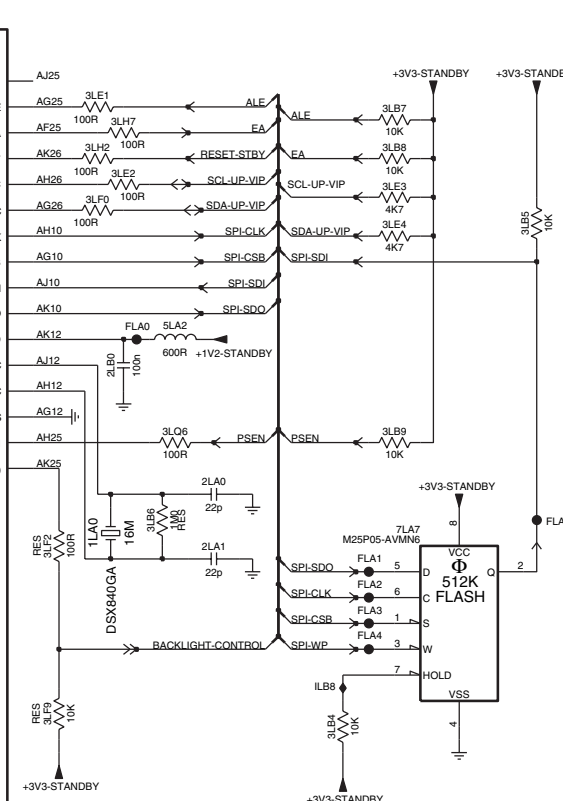 +3V3-STANDBY
+3V3-STANDB
AJ25
AG25 3LE1 100R ALE
AF25 3LH7 100R EA
AK26 3LH2 100R RESET-STBY
AH26 3LE2 100R SCL-UP-VIP
AG26 3LF0 100R SDA-UP-VIP
AH10 SPI-CLK
AG10 SPI-CSB
AJ10 SPI-SDI
AK10 SPI-SDO
AK12 FLA0 5LA2 600R +1V2-STANDBY
2LB0 100n
AJ12
AH12
AG12
AH25 3LQ6 100R PSEN
AK25
ALE 3LB7 10K
EA 3LB8 10K
SCL-UP-VIP 3LE3 4K7
SDA-UP-VIP 3LE4 4K7
SPI-SDI
3LB5 10K
PSEN 3LB9 10K
2LA0 22p
1LA0 16M
DSX840GA
3LB6 1M0 RES
2LA1 22p
RES 3LF2 100R
BACKLIGHT-CONTROL
RES 3LF9 10K
+3V3-STANDBY
+3V3-STANDBY
7LA7
M25P05-AVMN6
8 VCC
Φ
512K
FLASH
SPI-SDO FLA1 5 D
SPI-CLK FLA2 6 C
SPI-CSB FLA3 1 S
SPI-WP FLA4 3 W
7 HOLD
Q 2
FLA
VSS
4
ILB8
3LB4 10K
+3V3-STANDBY